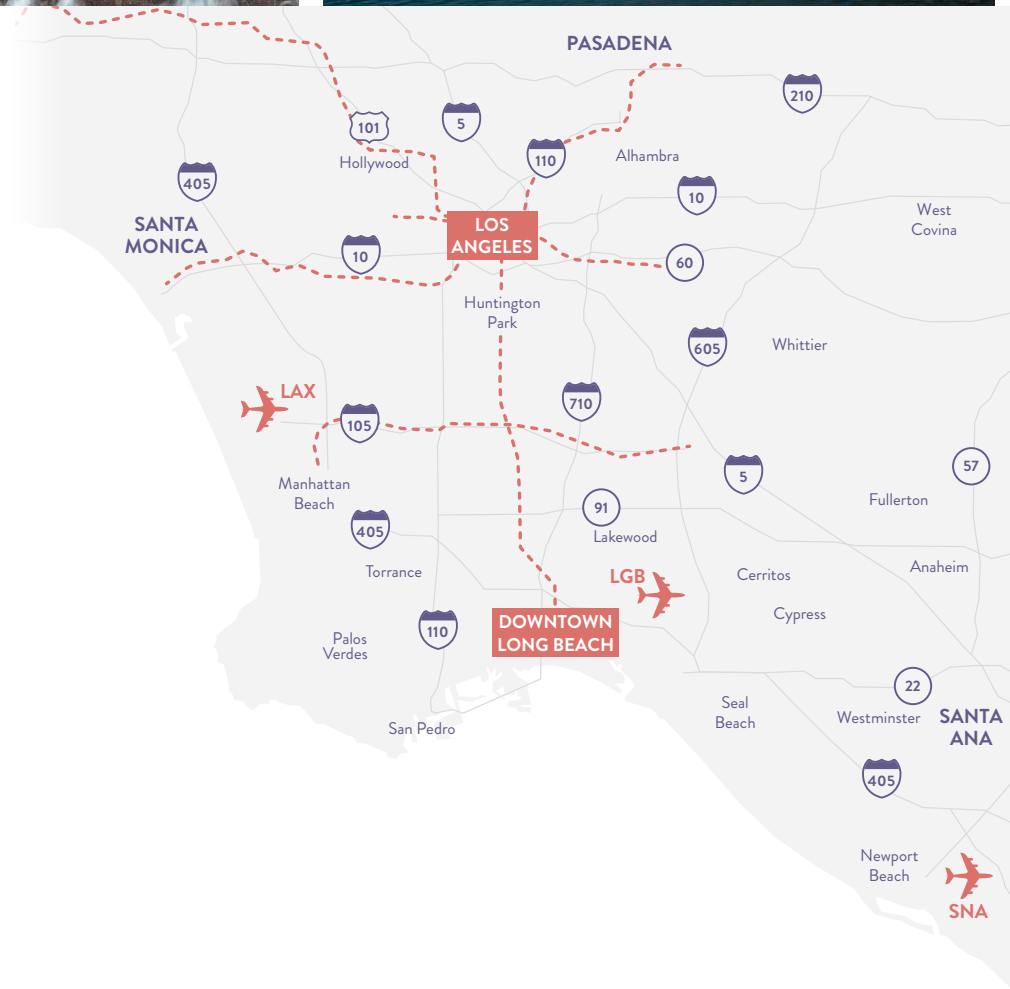 PASADENA
210
5
101
110
Hollywood
Alhambra
405
10
West
Covina
SANTA
MONICA
LOS
ANGELES
10
60
Huntington
Park
605
Whittier
LAX
710
105
5
57
Manhattan
Beach
Fullerton
91
405
Lakewood
Torrance
LGB
Cerritos
Anaheim
Cypress
110
DOWNTOWN
LONG BEACH
Palos
Verdes
22
Seal
Beach
Westminster
SANTA
ANA
San Pedro
405
Newport
Beach
SNA